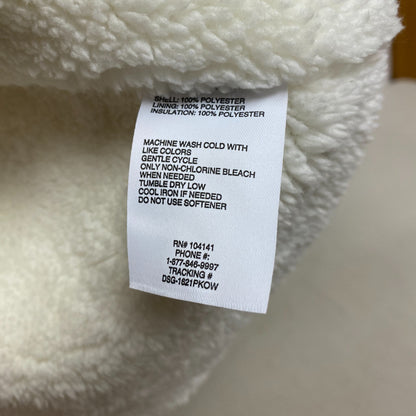 SHELL: 100% POLYESTER
LINING: 100% POLYESTER
INSULATION: 100% POLYESTER
MACHINE WASH COLD WITH
LIKE COLORS
GENTLE CYCLE
ONLY NON-CHLORINE BLEACH
WHEN NEEDED
TUMBLE DRY LOW
COOL IRON IF NEEDED
DO NOT USE SOFTENER
RN# 104141
PHONE #:
1-877-846-9997
TRACKING #
DSG-1821PKOW